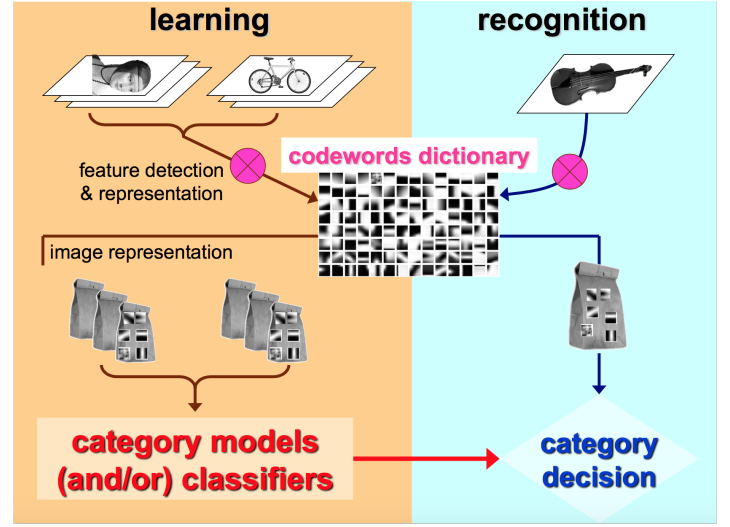 learning
recognition
codewords dictionary
feature detection
& representation
image representation
category models
(and/or) classifiers
category
decision